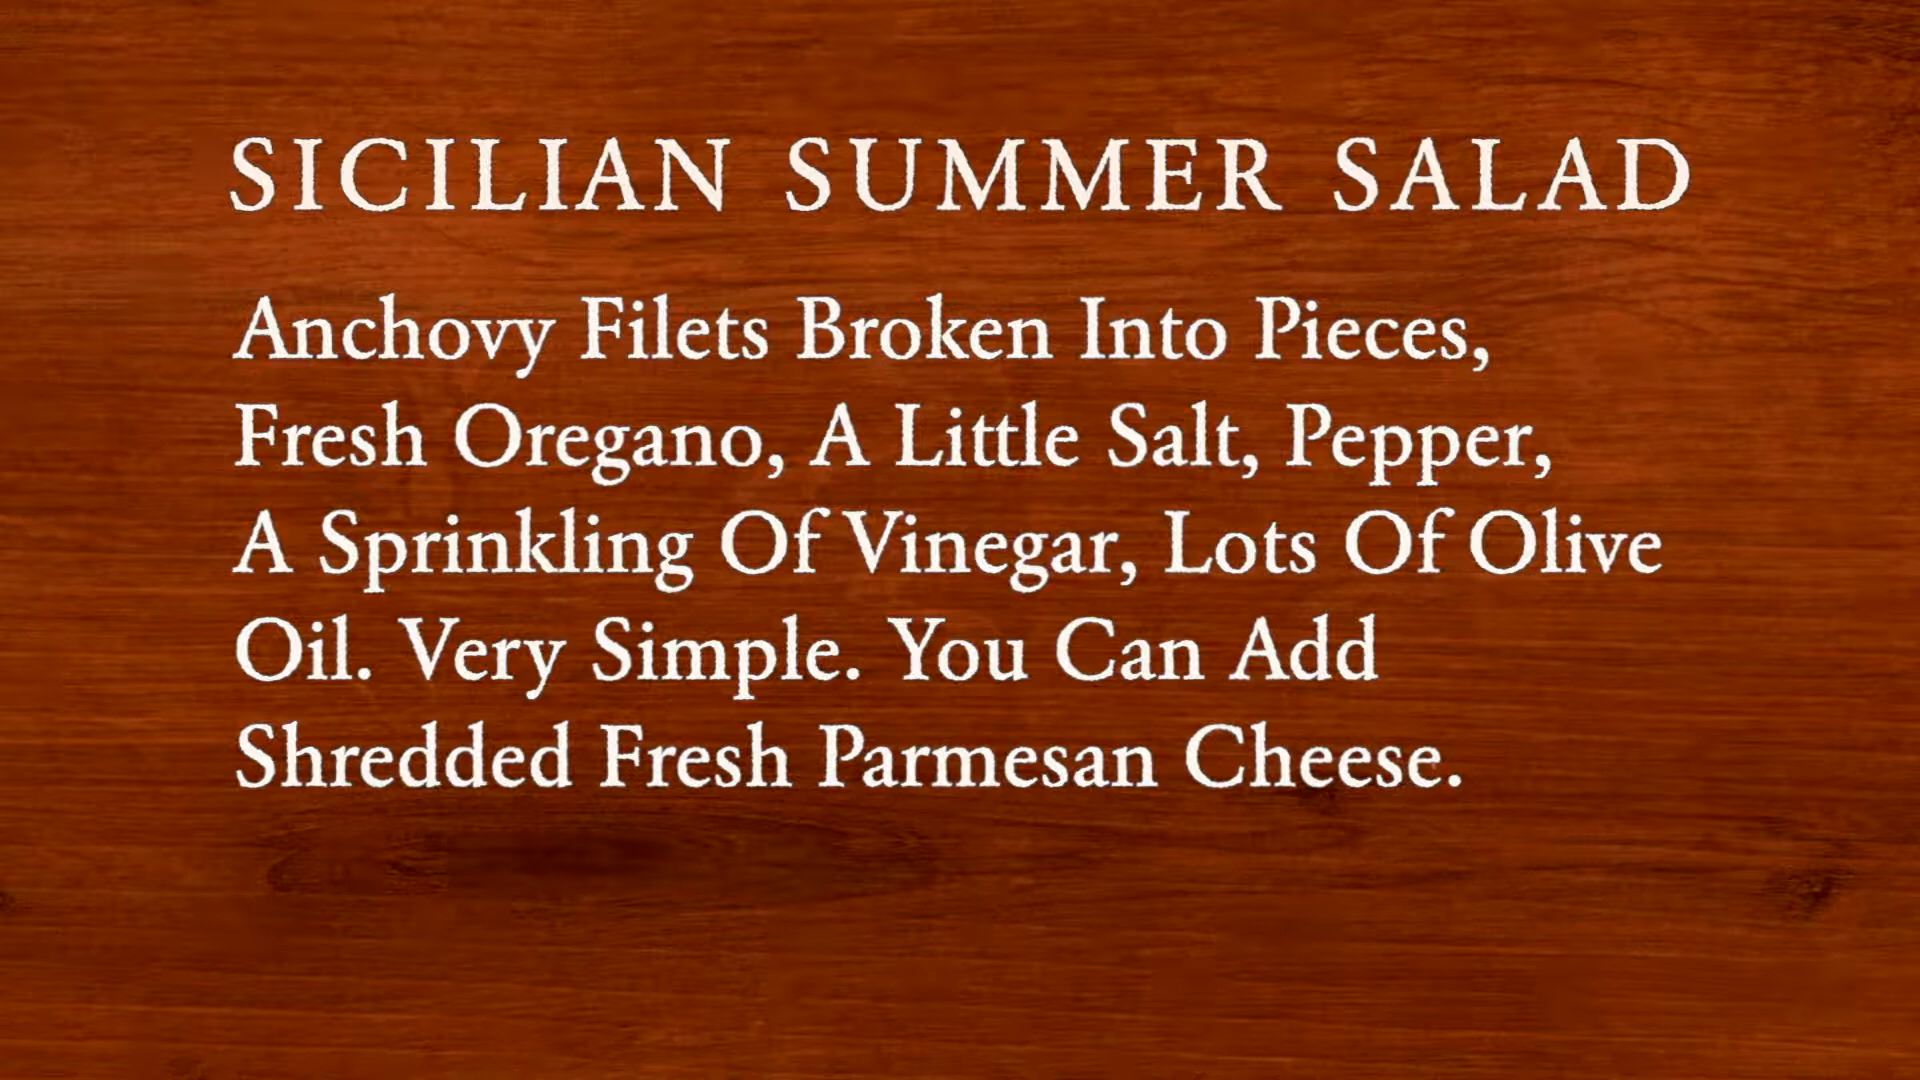 SICILIAN SUMMER SALAD
Anchovy Filets Broken Into Pieces,
Fresh Oregano, A Little Salt, Pepper,
A Sprinkling Of Vinegar, Lots Of Olive
Oil. Very Simple. You Can Add
Shredded Fresh Parmesan Cheese.